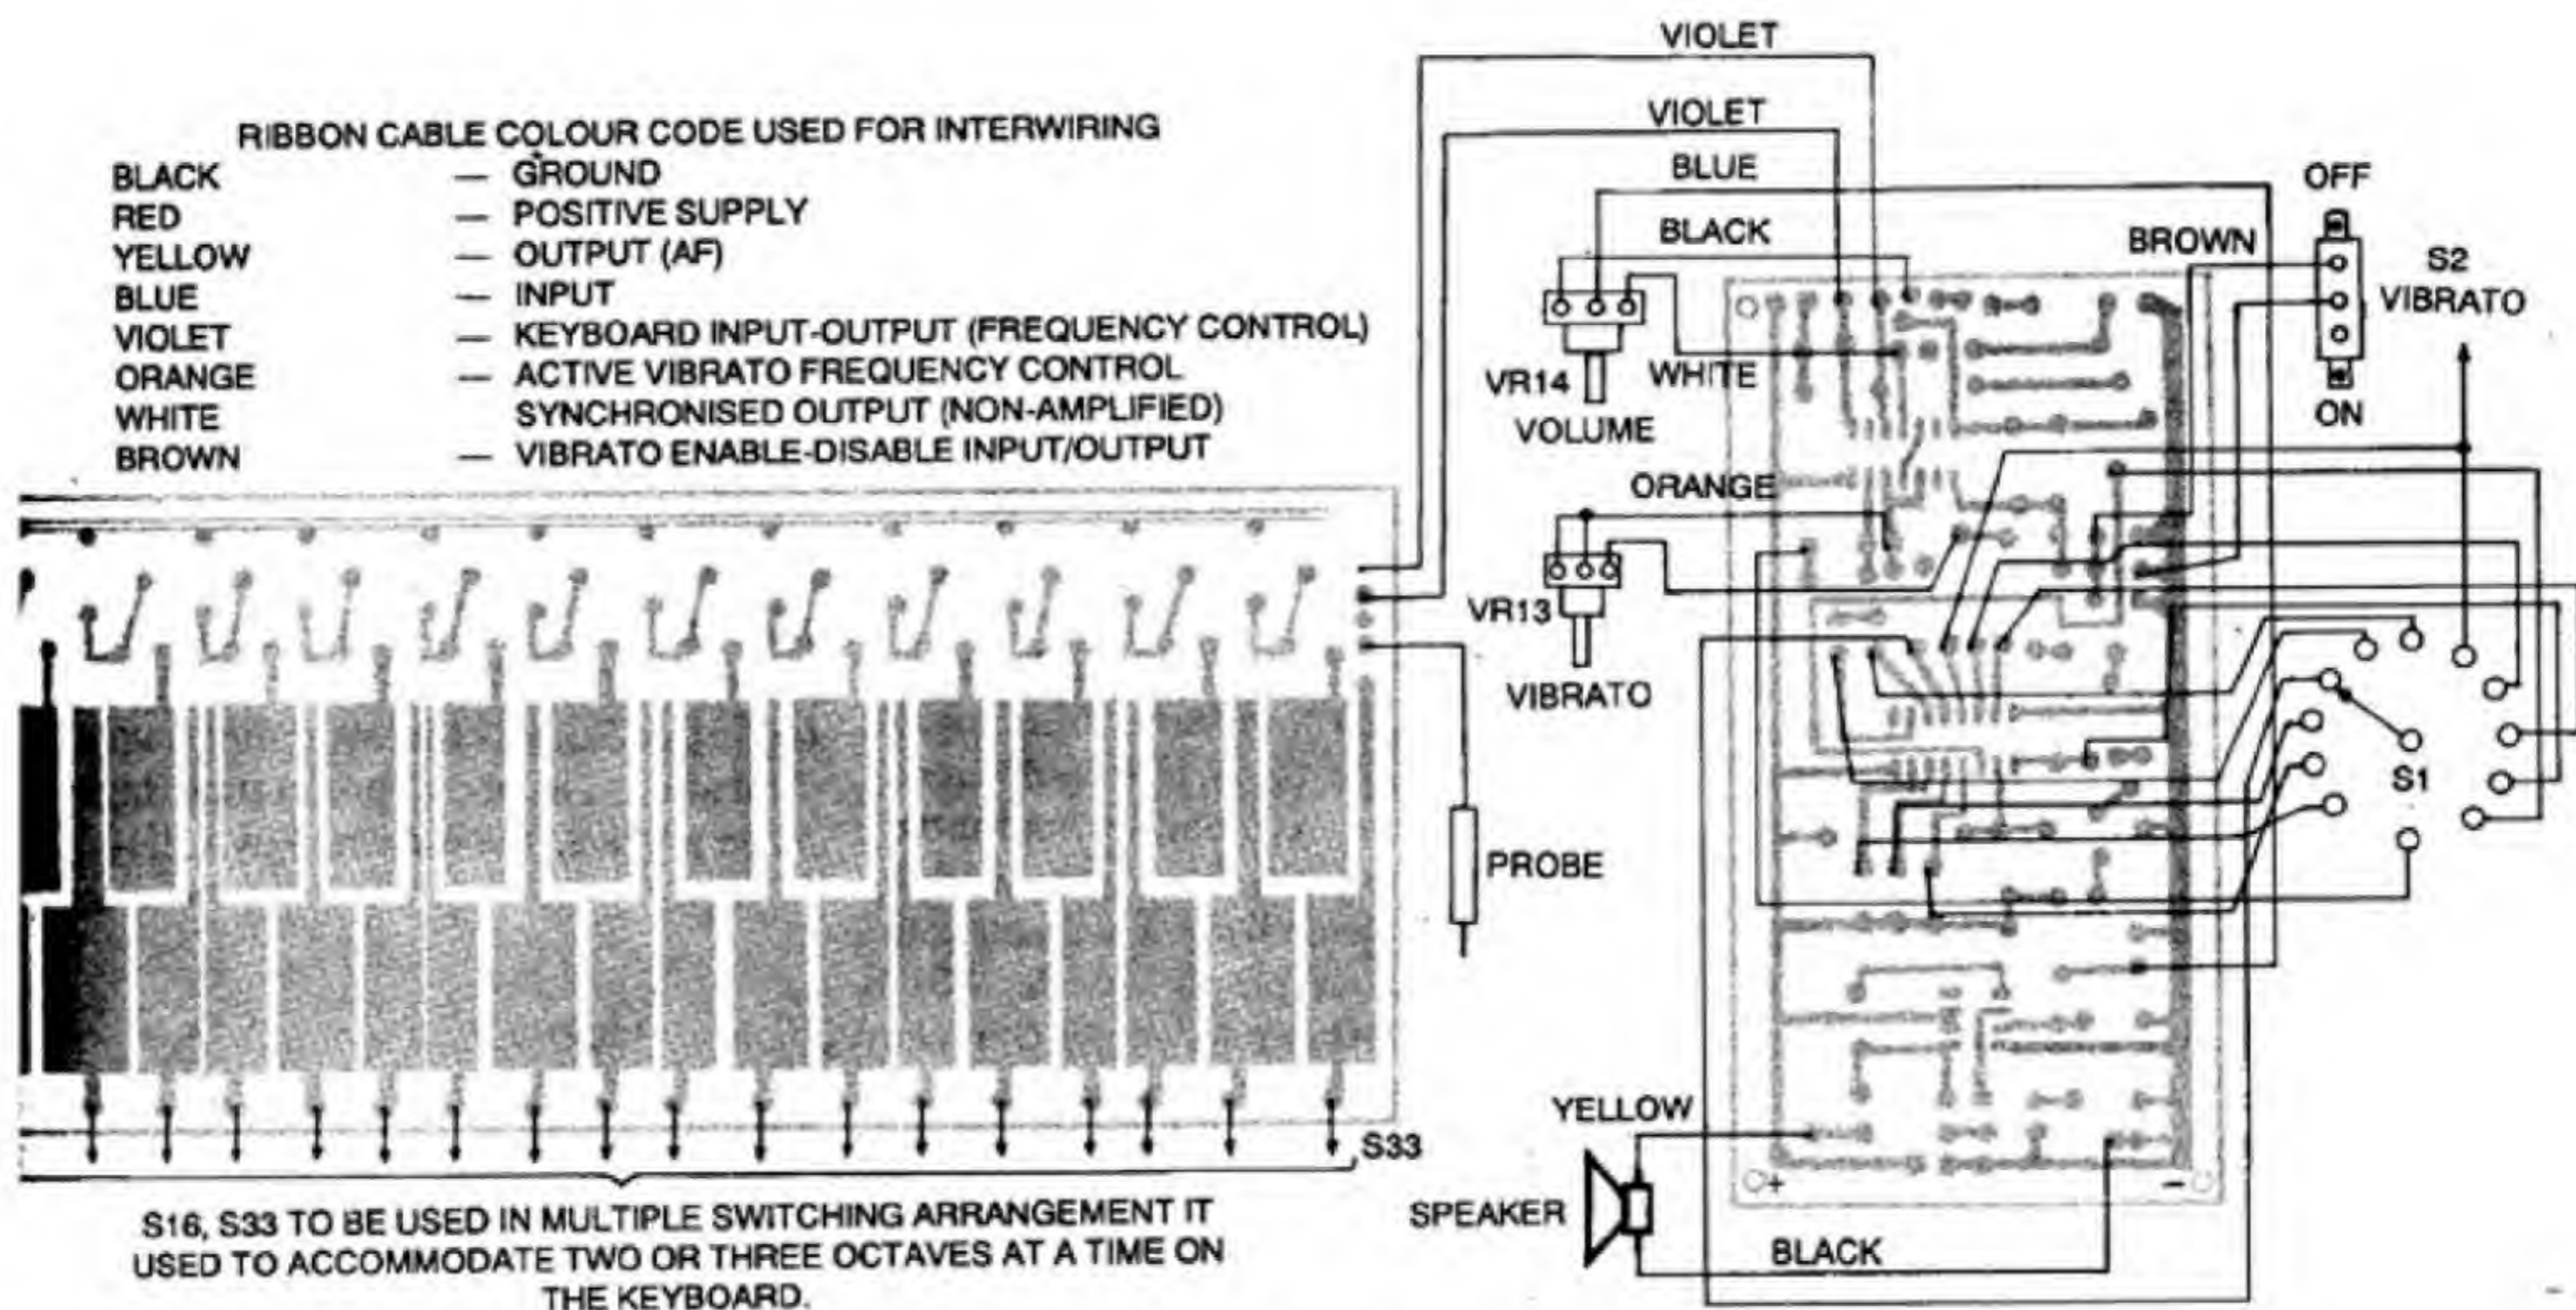 RIBBON CABLE COLOUR CODE USED FOR INTERWIRING
BLACK — GROUND
RED — POSITIVE SUPPLY
YELLOW — OUTPUT (AF)
BLUE — INPUT
VIOLET — KEYBOARD INPUT-OUTPUT (FREQUENCY CONTROL)
ORANGE — ACTIVE VIBRATO FREQUENCY CONTROL
WHITE SYNCHRONISED OUTPUT (NON-AMPLIFIED)
BROWN — VIBRATO ENABLE-DISABLE INPUT/OUTPUT
VIOLET
VIOLET
BLUE
BLACK
VR14
WHITE
VOLUME
ORANGE
VR13
VIBRATO
PROBE
OFF
BROWN
S2
VIBRATO
ON
S1
YELLOW
SPEAKER
BLACK
+
−
S33
S16, S33 TO BE USED IN MULTIPLE SWITCHING ARRANGEMENT IT
USED TO ACCOMMODATE TWO OR THREE OCTAVES AT A TIME ON
THE KEYBOARD.